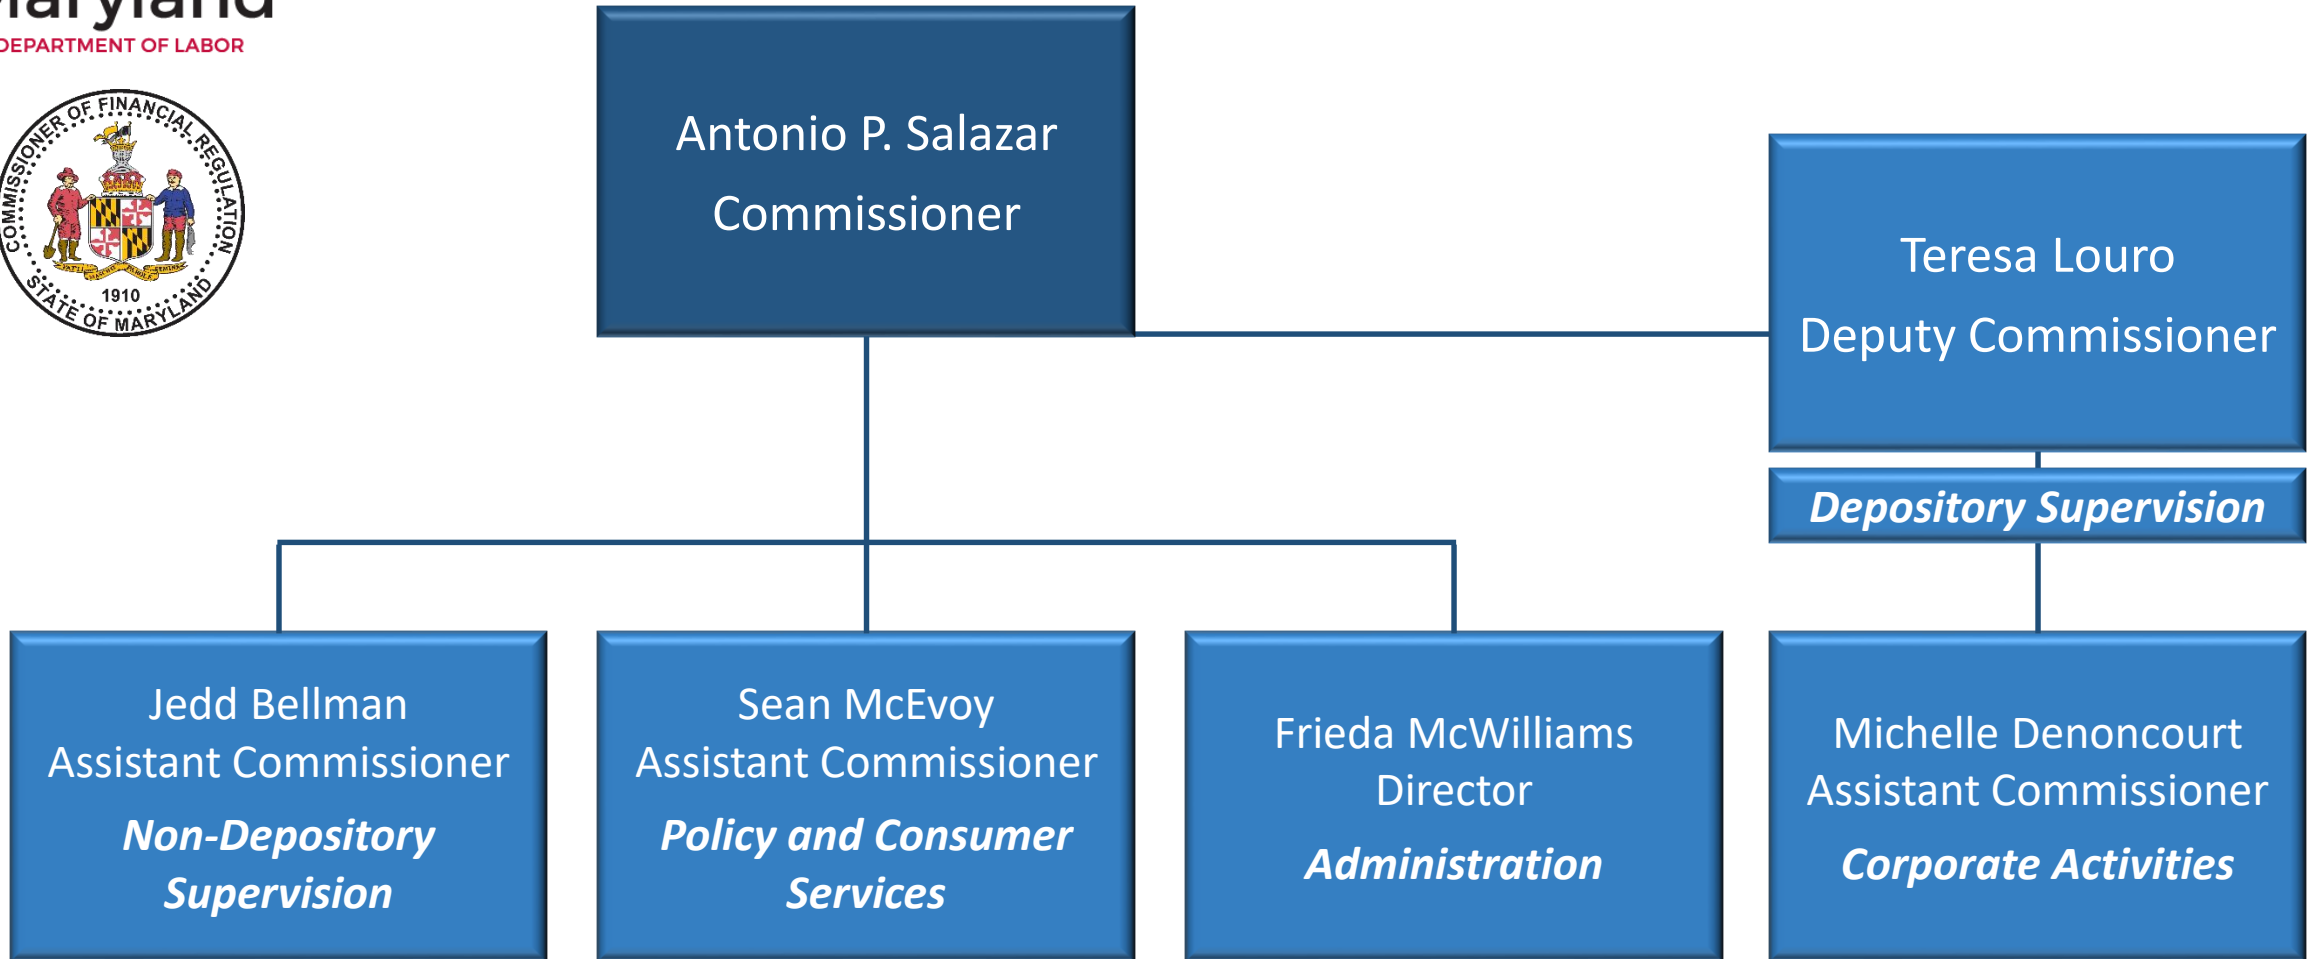 DEPARTMENT OF LABOR
COMMISSIONER OF FINANCIAL REGULATION
1910
STATE OF MARYLAND
Antonio P. Salazar
Commissioner
Teresa Louro
Deputy Commissioner
Depository Supervision
Jedd Bellman
Assistant Commissioner
Non-Depository
Supervision
Sean McEvoy
Assistant Commissioner
Policy and Consumer
Services
Frieda McWilliams
Director
Administration
Michelle Denoncourt
Assistant Commissioner
Corporate Activities